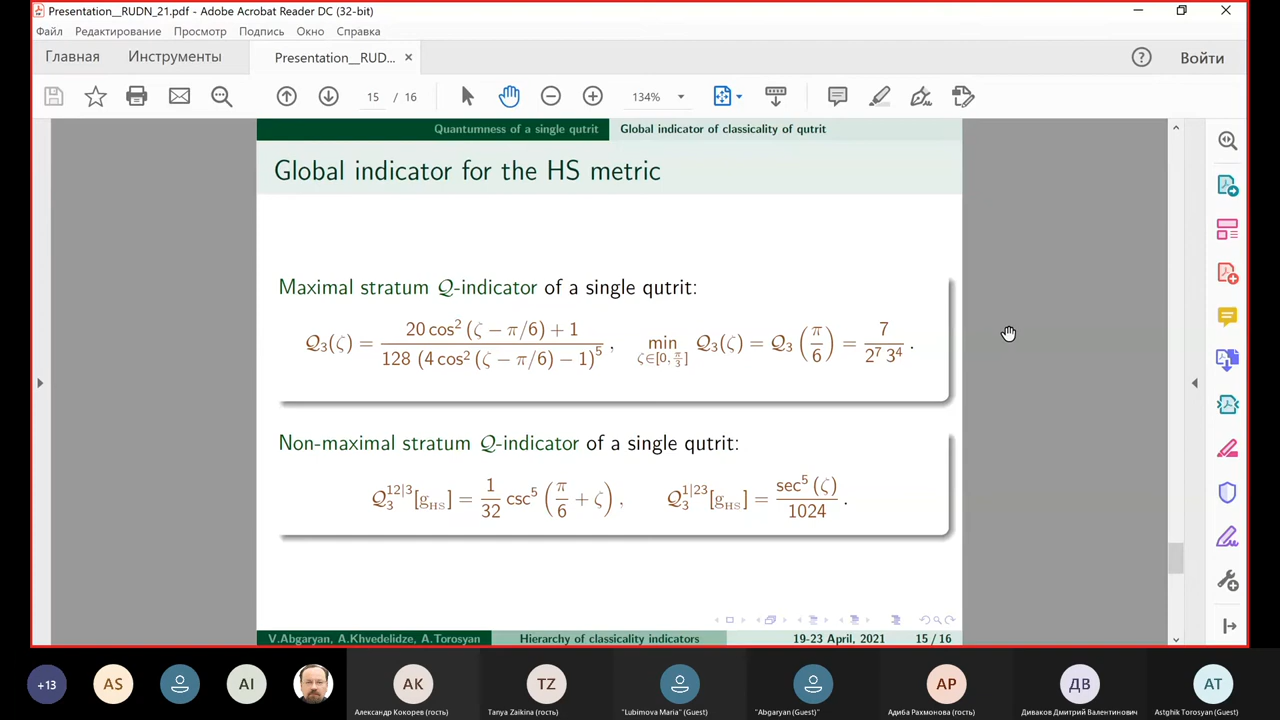 Presentation__RUDN_21.pdf - Adobe Acrobat Reader DC (32-bit)
Файл Редактирование Просмотр Подпись Окно Справка
Главная Инструменты Presentation__RUD... × Войти
15 / 16 134%
Quantumness of a single qutrit Global indicator of classicality of qutrit
Global indicator for the HS metric
Maximal stratum 𝒬-indicator of a single qutrit:
𝒬₃(ζ) = (20 cos² (ζ − π/6) + 1) / (128 (4 cos² (ζ − π/6) − 1)⁵) , min_{ζ∈[0, π/3]} 𝒬₃(ζ) = 𝒬₃ (π/6) = 7 / (2⁷ 3⁴) .
Non-maximal stratum 𝒬-indicator of a single qutrit:
𝒬₃^{12|3}[g_HS] = 1/32 csc⁵ (π/6 + ζ) , 𝒬₃^{1|23}[g_HS] = sec⁵ (ζ) / 1024 .
V.Abgaryan, A.Khvedelidze, A.Torosyan Hierarchy of classicality indicators 19-23 April, 2021 15 / 16
+13 AS AI AK TZ AP ДВ AT
Александр Кокорев (гость) Tanya Zaikina (гость) "Lubimova Maria" (Guest) "Abgaryan (Guest)" Адиба Рахмонова (гость) Диваков Дмитрий Валентинович Astghik Torosyan (Guest)